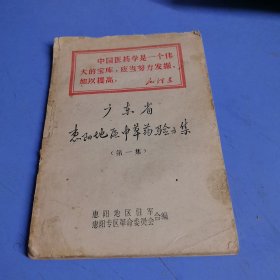 中国医药学是一个伟
大的宝库，应当努力发掘，
加以提高。
毛泽东
广东省
惠阳地区中草药验方集
（第一集）
惠阳地区驻军
惠阳专区革命委员会合编